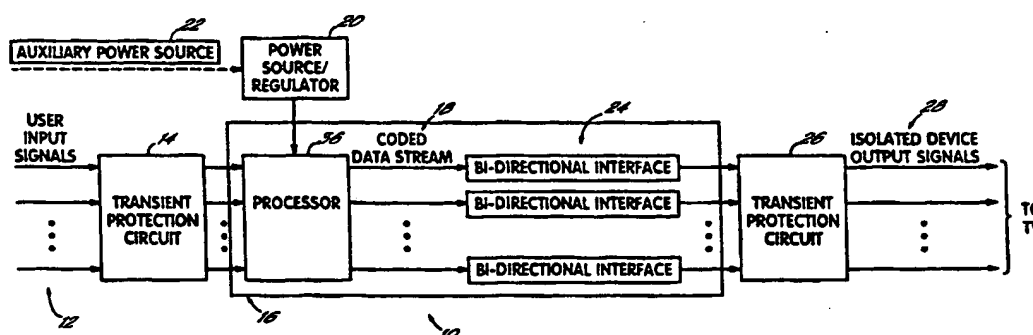 22
20
AUXILIARY POWER SOURCE
POWER
SOURCE/
REGULATOR
USER
INPUT
SIGNALS
14
56
18
CODED
DATA STREAM
24
26
28
ISOLATED DEVICE
OUTPUT SIGNALS
TRANSIENT
PROTECTION
CIRCUIT
PROCESSOR
BI-DIRECTIONAL INTERFACE
BI-DIRECTIONAL INTERFACE
BI-DIRECTIONAL INTERFACE
TRANSIENT
PROTECTION
CIRCUIT
12
16